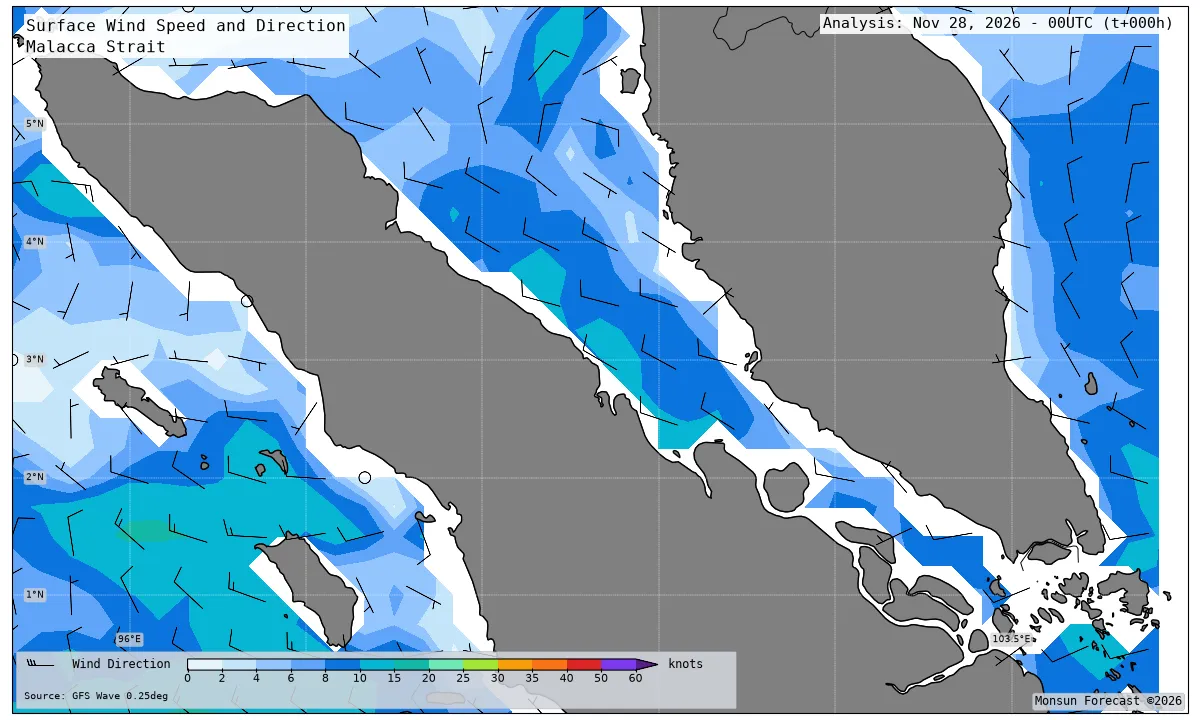 Surface Wind Speed and Direction
Malacca Strait
Analysis: Nov 28, 2026 - 00UTC (t+000h)
5°N
4°N
3°N
2°N
1°N
96°E
103.5°E
Wind Direction
knots
0 2 4 6 8 10 12 15 20 25 30 35 40 50 60
Source: GFS Wave 0.25deg
Monsun Forecast ©2026